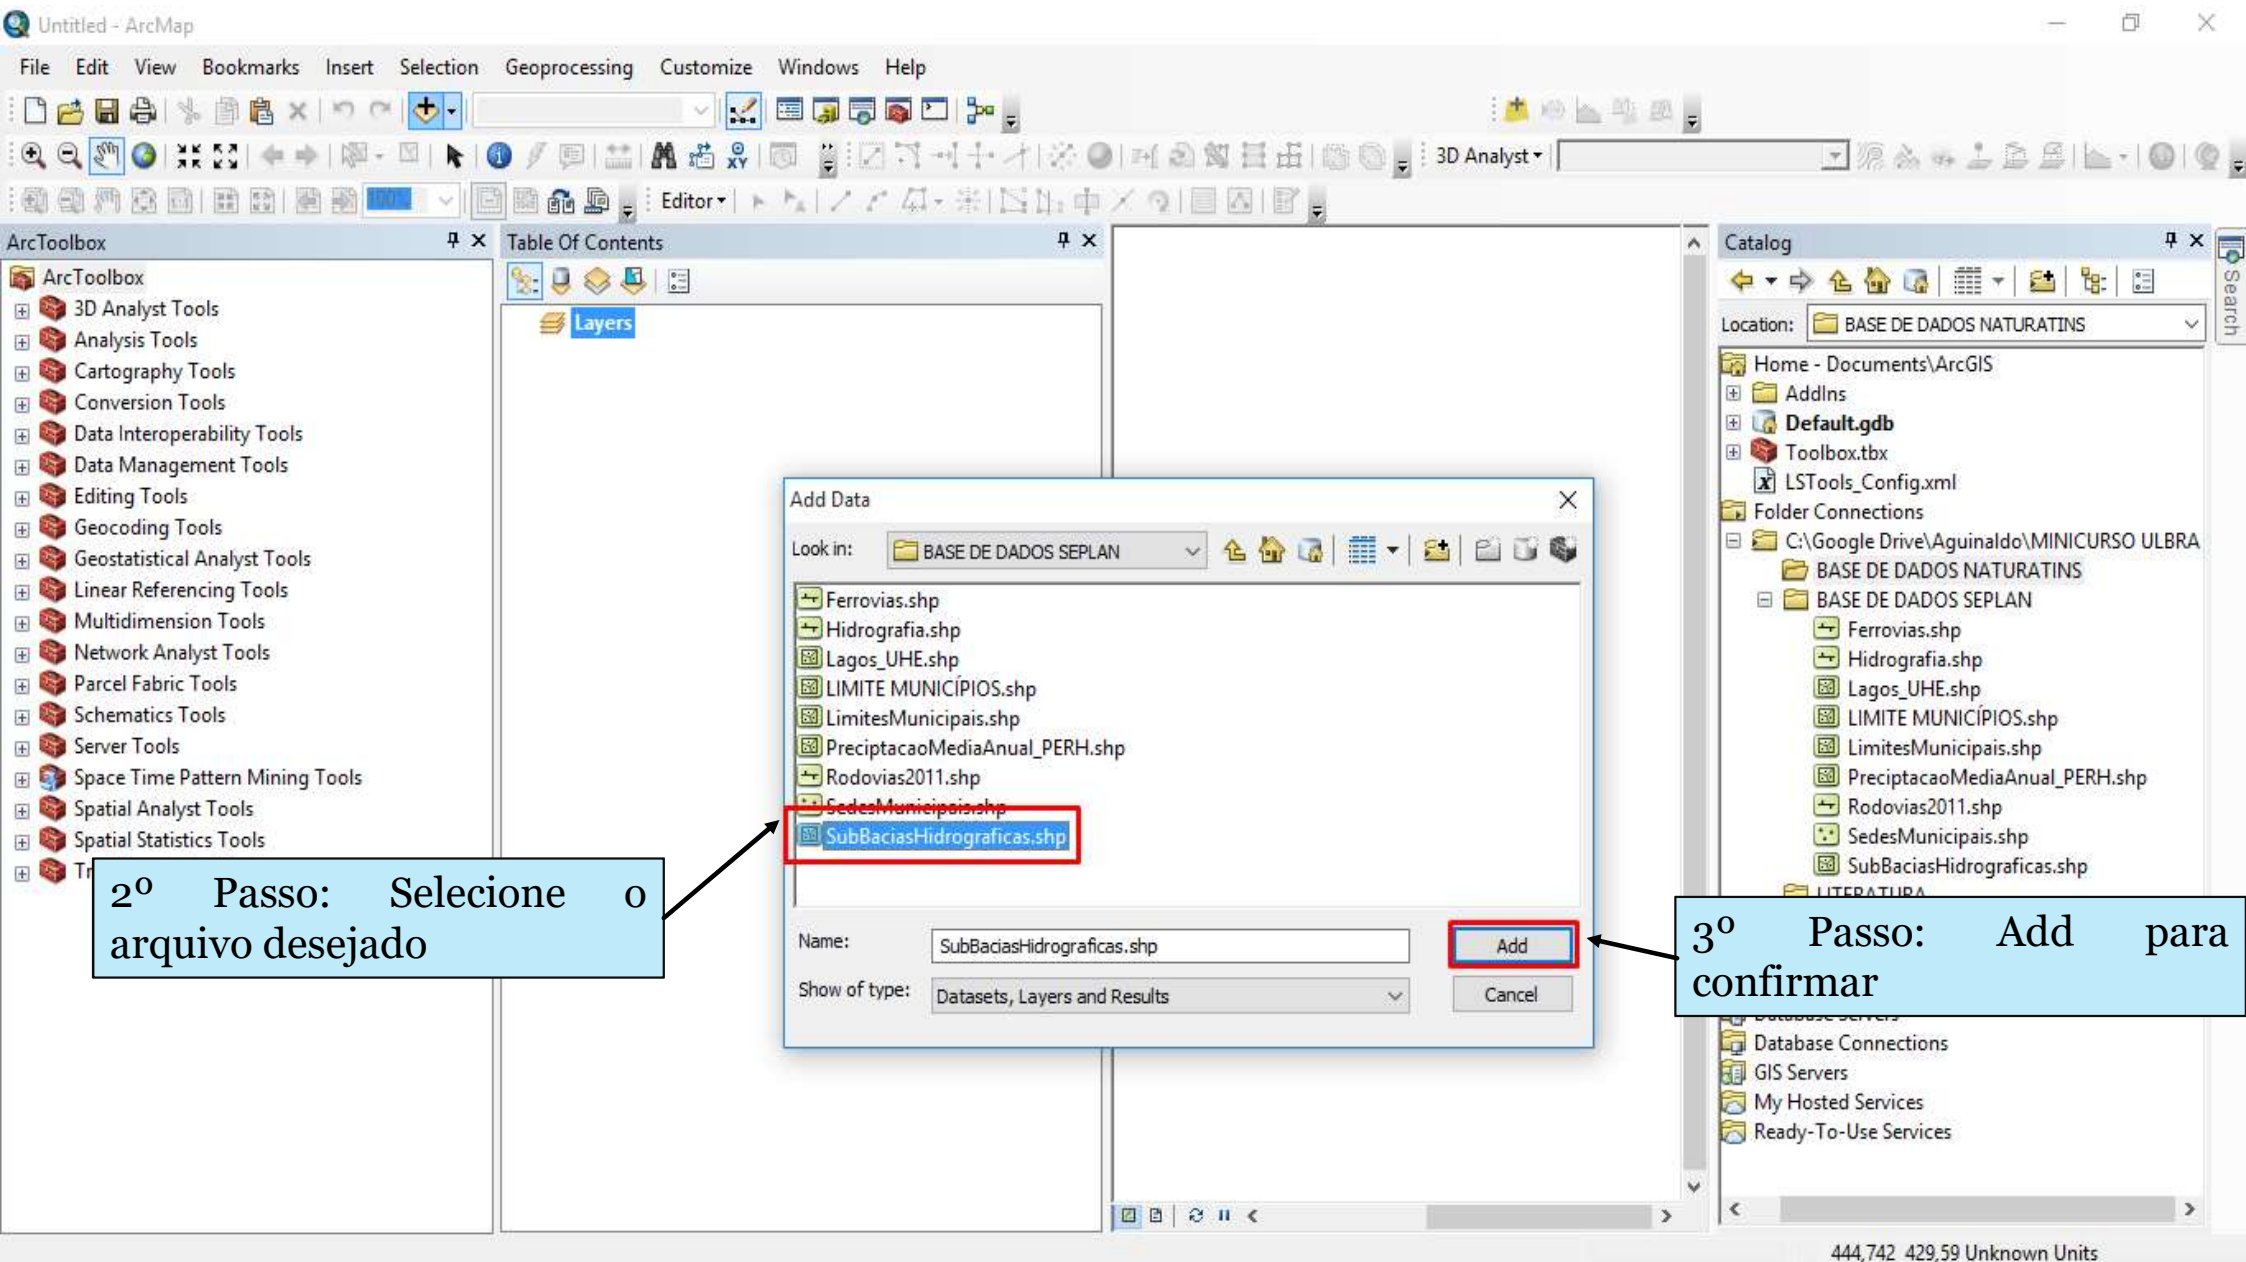 Untitled - ArcMap
File Edit View Bookmarks Insert Selection Geoprocessing Customize Windows Help
3D Analyst
100%
Editor
ArcToolbox
ArcToolbox
3D Analyst Tools
Analysis Tools
Cartography Tools
Conversion Tools
Data Interoperability Tools
Data Management Tools
Editing Tools
Geocoding Tools
Geostatistical Analyst Tools
Linear Referencing Tools
Multidimension Tools
Network Analyst Tools
Parcel Fabric Tools
Schematics Tools
Server Tools
Space Time Pattern Mining Tools
Spatial Analyst Tools
Spatial Statistics Tools
Tr
2º Passo: Selecione o
arquivo desejado
Table Of Contents
Layers
Add Data
Look in: BASE DE DADOS SEPLAN
Ferrovias.shp
Hidrografia.shp
Lagos_UHE.shp
LIMITE MUNICÍPIOS.shp
LimitesMunicipais.shp
PreciptacaoMediaAnual_PERH.shp
Rodovias2011.shp
SedesMunicipais.shp
SubBaciasHidrograficas.shp
Name: SubBaciasHidrograficas.shp Add
Show of type: Datasets, Layers and Results Cancel
Catalog
Location: BASE DE DADOS NATURATINS
Home - Documents\ArcGIS
AddIns
Default.gdb
Toolbox.tbx
LSTools_Config.xml
Folder Connections
C:\Google Drive\Aguinaldo\MINICURSO ULBRA
BASE DE DADOS NATURATINS
BASE DE DADOS SEPLAN
Ferrovias.shp
Hidrografia.shp
Lagos_UHE.shp
LIMITE MUNICÍPIOS.shp
LimitesMunicipais.shp
PreciptacaoMediaAnual_PERH.shp
Rodovias2011.shp
SedesMunicipais.shp
SubBaciasHidrograficas.shp
LITERATURA
3º Passo: Add para
confirmar
Database Servers
Database Connections
GIS Servers
My Hosted Services
Ready-To-Use Services
Search
444,742 429,59 Unknown Units